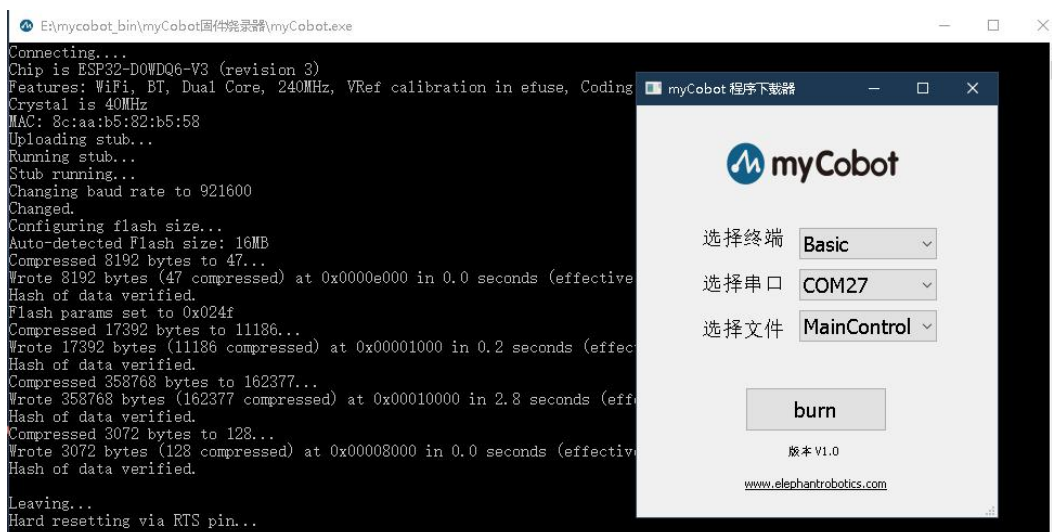 E:\mycobot_bin\myCobot固件烧录器\myCobot.exe
Connecting....
Chip is ESP32-D0WDQ6-V3 (revision 3)
Features: WiFi, BT, Dual Core, 240MHz, VRef calibration in efuse, Coding
Crystal is 40MHz
MAC: 8c:aa:b5:82:b5:58
Uploading stub...
Running stub...
Stub running...
Changing baud rate to 921600
Changed.
Configuring flash size...
Auto-detected Flash size: 16MB
Compressed 8192 bytes to 47...
Wrote 8192 bytes (47 compressed) at 0x0000e000 in 0.0 seconds (effective
Hash of data verified.
Flash params set to 0x024f
Compressed 17392 bytes to 11186...
Wrote 17392 bytes (11186 compressed) at 0x00001000 in 0.2 seconds (effec
Hash of data verified.
Compressed 358768 bytes to 162377...
Wrote 358768 bytes (162377 compressed) at 0x00010000 in 2.8 seconds (eff
Hash of data verified.
Compressed 3072 bytes to 128...
Wrote 3072 bytes (128 compressed) at 0x00008000 in 0.0 seconds (effectiv
Hash of data verified.
Leaving...
Hard resetting via RTS pin...
myCobot 程序下载器
myCobot
选择终端 Basic
选择串口 COM27
选择文件 MainControl
burn
版本 V1.0
www.elephantrobotics.com